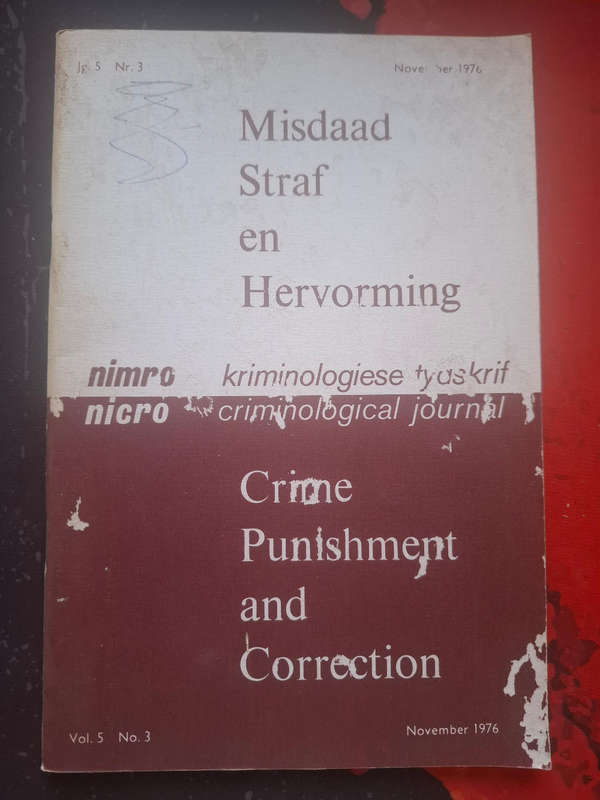 Jg. 5 Nr. 3
November 1976
Misdaad
Straf
en
Hervorming
nimro kriminologiese tydskrif
nicro criminological journal
Crime
Punishment
and
Correction
Vol. 5 No. 3
November 1976